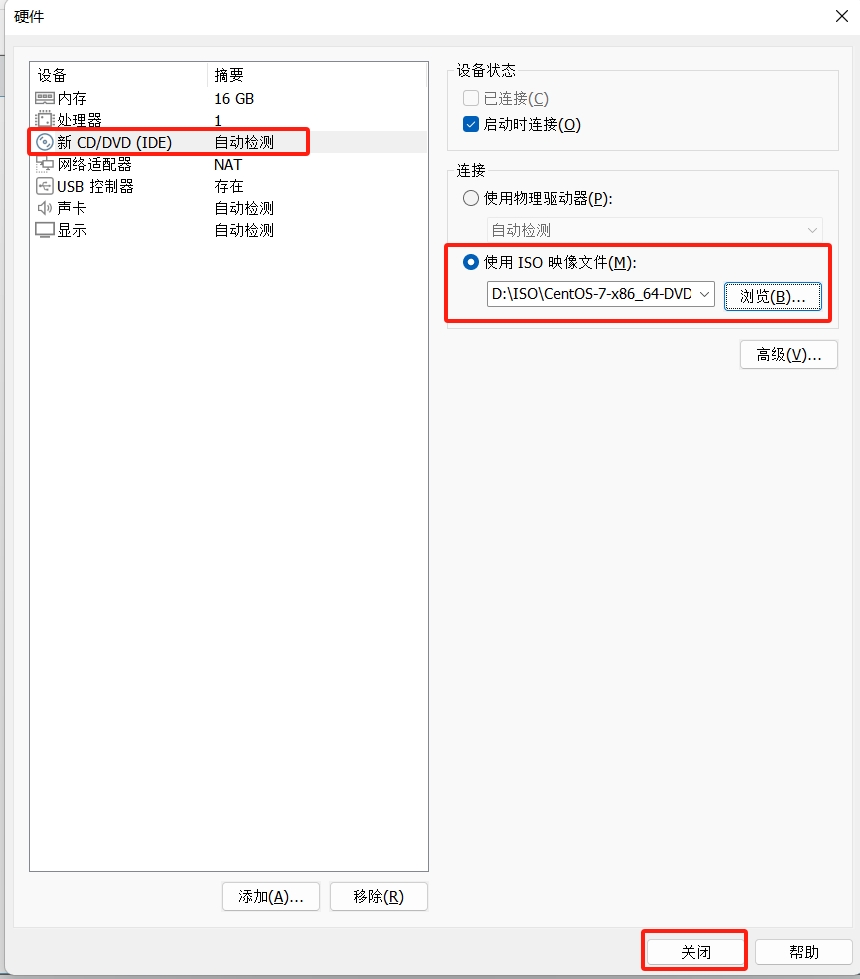 硬件
设备 摘要
内存 16 GB
处理器 1
新 CD/DVD (IDE) 自动检测
网络适配器 NAT
USB 控制器 存在
声卡 自动检测
显示 自动检测
添加(A)...
移除(R)
设备状态
已连接(C)
启动时连接(O)
连接
使用物理驱动器(P):
自动检测
使用 ISO 映像文件(M):
D:\ISO\CentOS-7-x86_64-DVD
浏览(B)...
高级(V)...
关闭
帮助